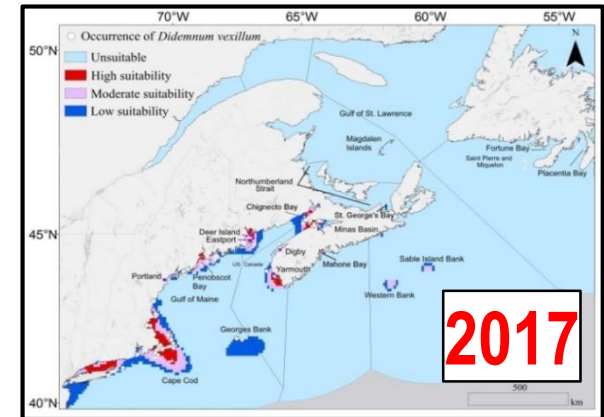 70°W 65°W 60°W 55°W
50°N
Occurrence of Didemnum vexillum
Unsuitable
High suitability
Moderate suitability
Low suitability
N
Gulf of St. Lawrence
Magdalen
Islands
Fortune Bay
Saint Pierre and
Miquelon
Placentia Bay
Northumberland
Strait
Chignecto Bay
St. George's Bay
45°N
Deer Island
Eastport
Minas Basin
Digby
Mahone Bay
US Canada
Yarmouth
Portland
Penobscot
Bay
Sable Island Bank
Western Bank
Gulf of Maine
Georges Bank
2017
Cape Cod
40°N
500
km